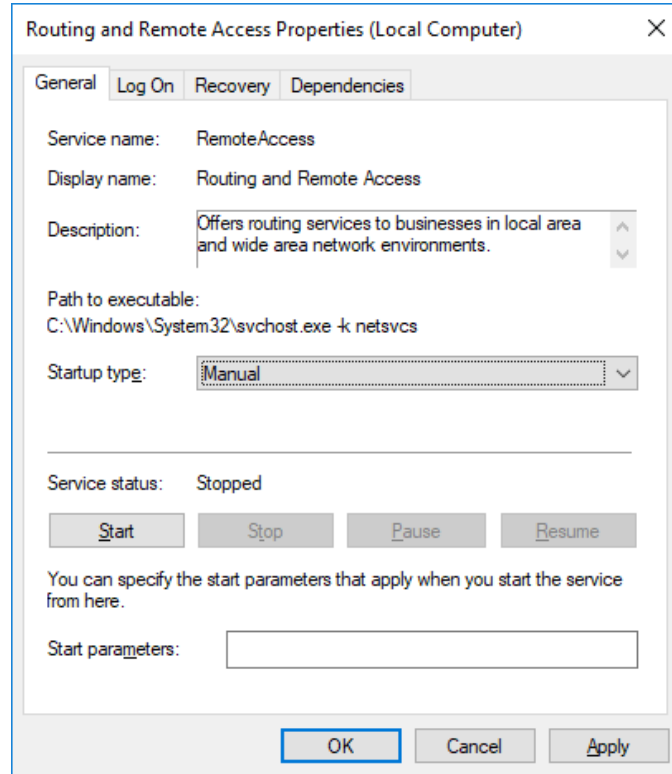 Routing and Remote Access Properties (Local Computer)
General Log On Recovery Dependencies
Service name: RemoteAccess
Display name: Routing and Remote Access
Description: Offers routing services to businesses in local area
and wide area network environments.
Path to executable:
C:\Windows\System32\svchost.exe -k netsvcs
Startup type: Manual
Service status: Stopped
Start Stop Pause Resume
You can specify the start parameters that apply when you start the service
from here.
Start parameters:
OK Cancel Apply